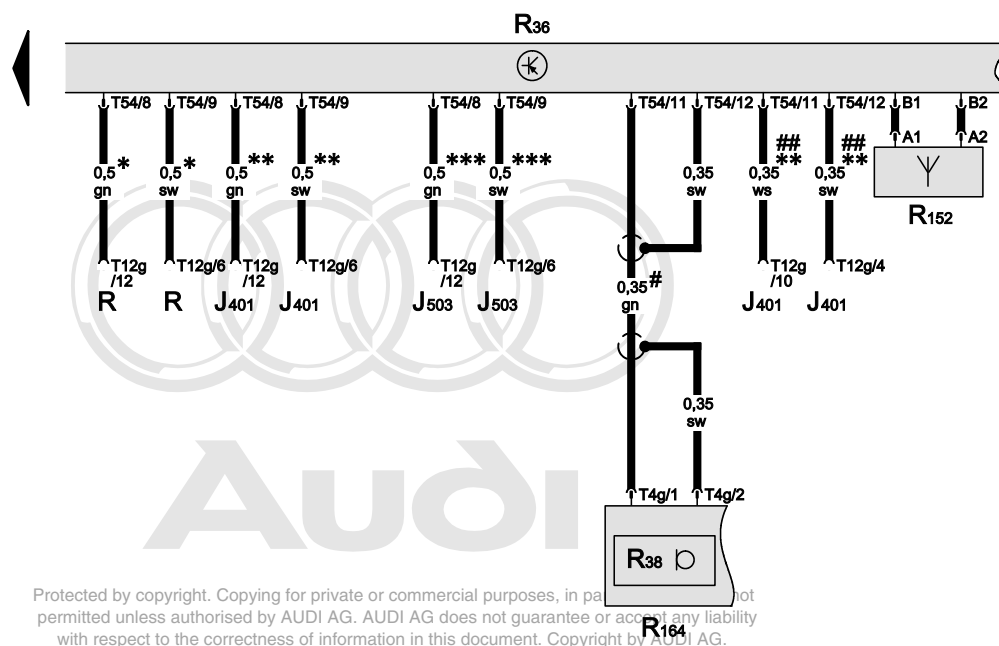 R36
T54/8 T54/9 T54/8 T54/9 T54/8 T54/9 T54/11 T54/12 T54/11 T54/12 B1 B2
A1 A2
## ##
* * ** ** *** *** ** **
0,5 0,5 0,5 0,5 0,5 0,5 0,35 0,35 0,35
gn sw gn sw gn sw sw ws sw
R152
T12g T12g/6 T12g T12g/6 T12g T12g/6 T12g T12g/4
/12 /12 /12 /10
0,35 #
gn
R R J401 J401 J503 J503 J401 J401
0,35
sw
Audi
T4g/1 T4g/2
R38
Protected by copyright. Copying for private or commercial purposes, in not
permitted unless authorised by AUDI AG. AUDI AG does not guarantee or accept any liability
R164
with respect to the correctness of information in this document. Copyright by AUDI AG.